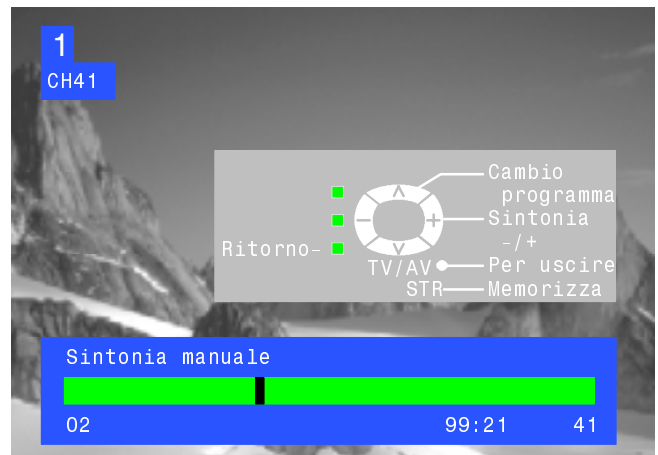 1
CH41
Cambio
programma
Sintonia
-/+
Ritorno-
TV/AV Per uscire
STR Memorizza
Sintonia manuale
02 99:21 41